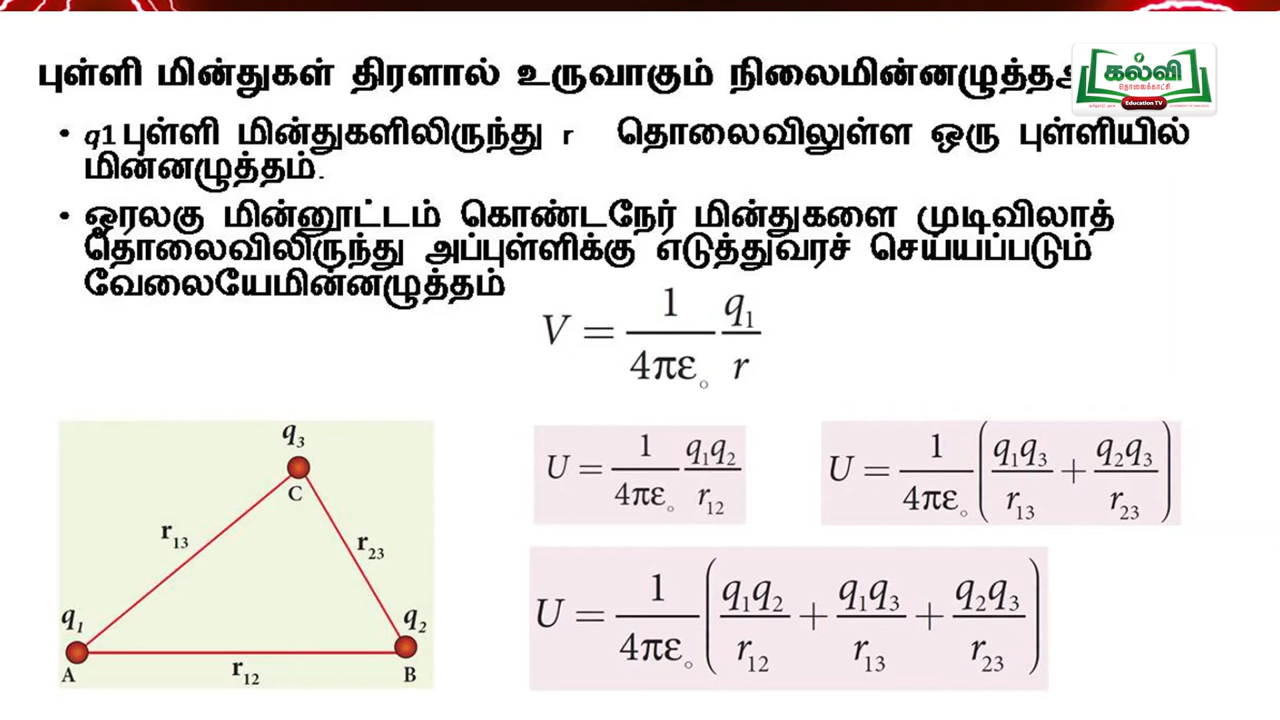 புள்ளி மின்துகள் திரளால் உருவாகும் நிலைமின்னழுத்த
கல்வி
தொலைக்காட்சி
Education TV
• q1புள்ளி மின்துகளிலிருந்து r தொலைவிலுள்ள ஒரு புள்ளியில்
மின்னழுத்தம்.
• ஓரலகு மின்னூட்டம் கொண்டநேர் மின்துகளை முடிவிலாத்
தொலைவிலிருந்து அப்புள்ளிக்கு எடுத்துவரச் செய்யப்படும்
வேலையேமின்னழுத்தம்
V = 1/4πε₀ q₁/r
q₃
C
r₁₃
r₂₃
q₁
q₂
A
r₁₂
B
U = 1/4πε₀ q₁q₂/r₁₂
U = 1/4πε₀ (q₁q₃/r₁₃ + q₂q₃/r₂₃)
U = 1/4πε₀ (q₁q₂/r₁₂ + q₁q₃/r₁₃ + q₂q₃/r₂₃)